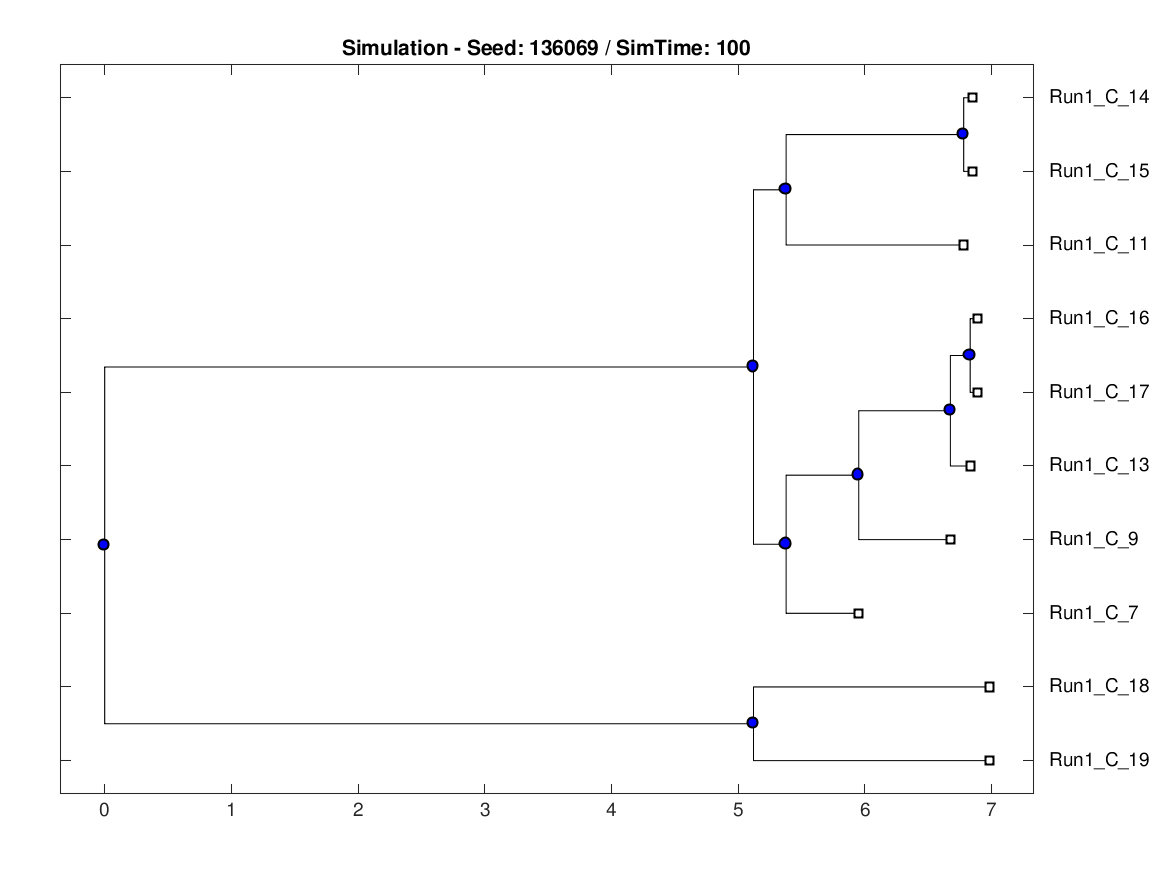 Simulation - Seed: 136069 / SimTime: 100
Run1_C_14
Run1_C_15
Run1_C_11
Run1_C_16
Run1_C_17
Run1_C_13
Run1_C_9
Run1_C_7
Run1_C_18
Run1_C_19
0 1 2 3 4 5 6 7